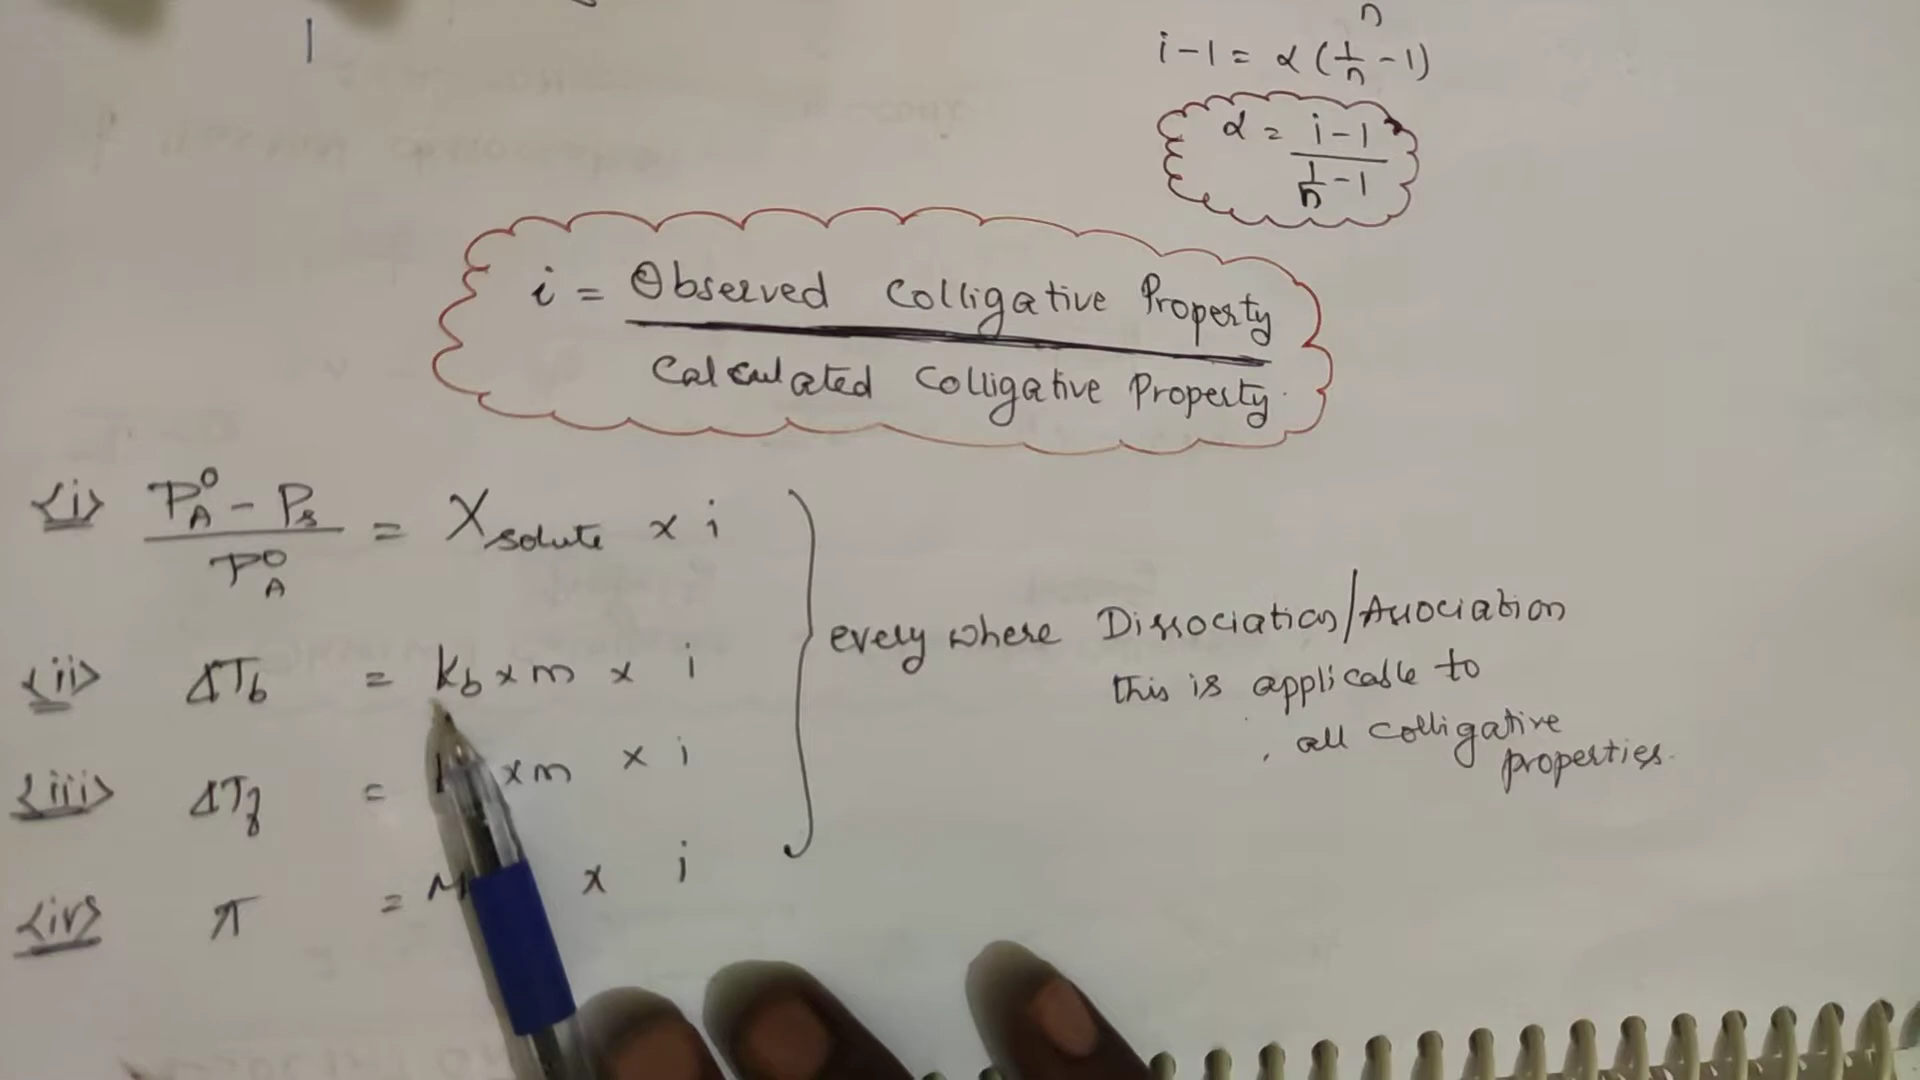 n
i-1 = α (1/n - 1)
α = i-1 / 1/n - 1
i = Observed Colligative Property
Calculated Colligative Property.
<i> P°A - Ps / P°A = Xsolute x i
<ii> ΔTb = kb x m x i
<iii> ΔTf = x m x i
<iv> π = M x i
every where Dissociation/Association
this is applicable to
all colligative
properties.